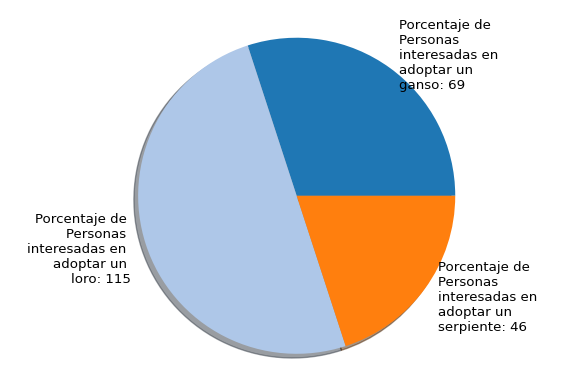 Porcentaje de
Personas
interesadas en
adoptar un
ganso: 69
Porcentaje de
Personas
interesadas en
adoptar un
loro: 115
Porcentaje de
Personas
interesadas en
adoptar un
serpiente: 46